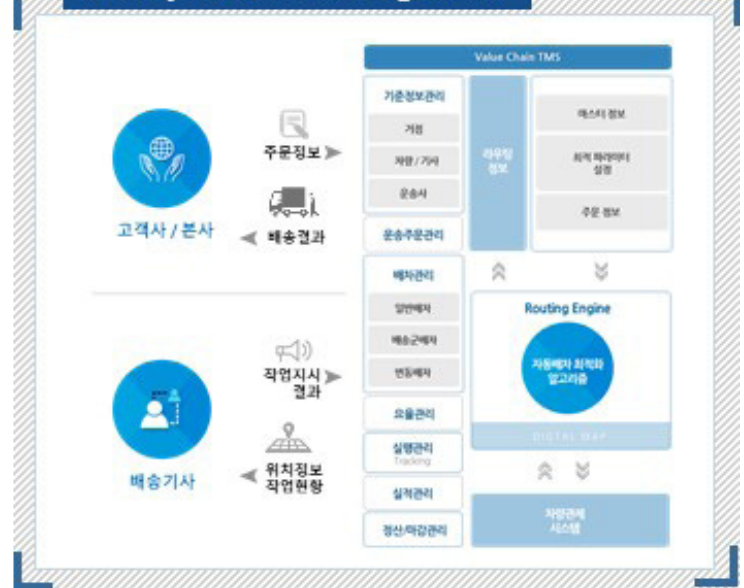 Value Chain TMS
기준정보관리
거점
차량 / 기사
운송사
운송주문관리
배차관리
일반배차
배송군배차
변동배차
요율관리
실행관리
Tracking
실적관리
정산/마감관리
라우팅
정보
마스터 정보
최적 파라미터
설정
주문 정보
Routing Engine
자동배차 최적화
알고리즘
DIGITAL MAP
차량관제
시스템
주문정보
배송결과
고객사 / 본사
작업지시
결과
위치정보
작업현황
배송기사